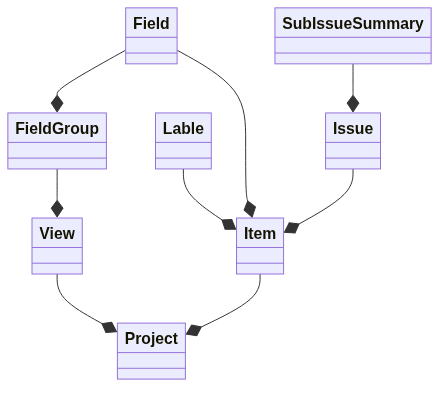 Field
SubIssueSummary
FieldGroup
Lable
Issue
View
Item
Project